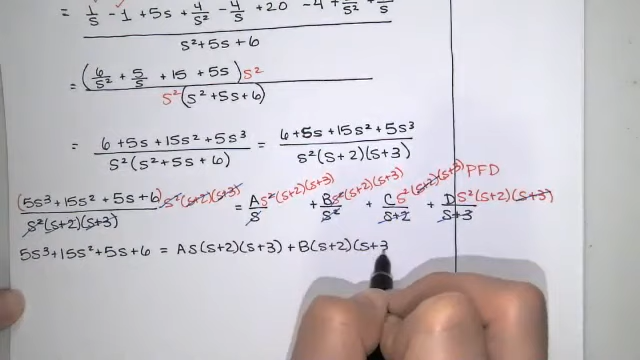 = 1/s - 1 + 5s + 4/s² - 4/s + 20 - 4 +
s² + 5s + 6
= (6/s² + 5/s + 15 + 5s) s²
s² (s² + 5s + 6)
= 6 + 5s + 15s² + 5s³ / s² (s² + 5s + 6) = 6 + 5s + 15s² + 5s³ / s² (s+2)(s+3)
(5s³ + 15s² + 5s + 6) s²(s+2)(s+3) / s²(s+2)(s+3) = A s²(s+2)(s+3) / s + B s²(s+2)(s+3) / s² + C s²(s+2)(s+3) / s+2 + D s²(s+2)(s+3) / s+3 PFD
5s³ + 15s² + 5s + 6 = As(s+2)(s+3) + B(s+2)(s+3